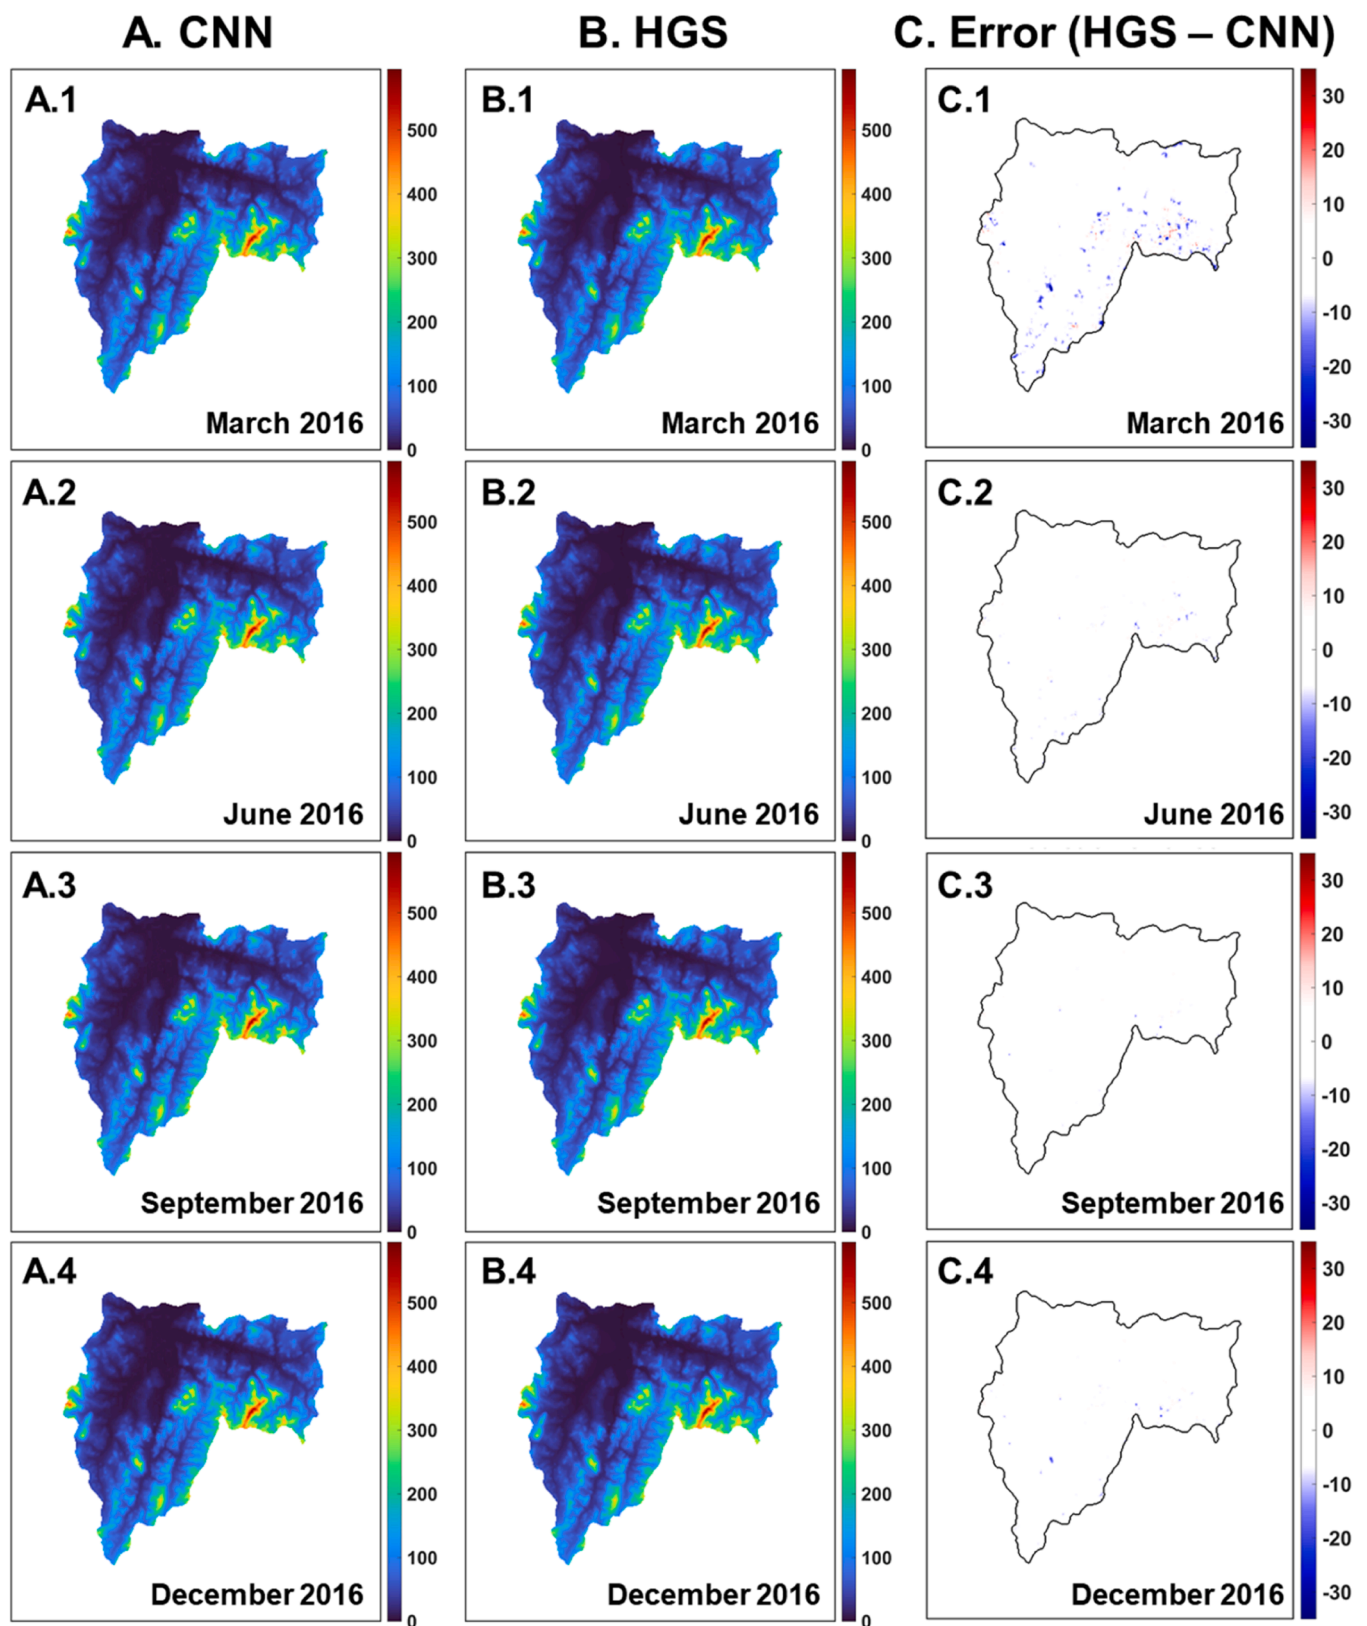 A. CNN
B. HGS
C. Error (HGS – CNN)
A.1
500
400
300
200
100
0
March 2016
B.1
500
400
300
200
100
0
March 2016
C.1
30
20
10
0
-10
-20
-30
March 2016
A.2
500
400
300
200
100
0
June 2016
B.2
500
400
300
200
100
0
June 2016
C.2
30
20
10
0
-10
-20
-30
June 2016
A.3
500
400
300
200
100
0
September 2016
B.3
500
400
300
200
100
0
September 2016
C.3
30
20
10
0
-10
-20
-30
September 2016
A.4
500
400
300
200
100
0
December 2016
B.4
500
400
300
200
100
0
December 2016
C.4
30
20
10
0
-10
-20
-30
December 2016